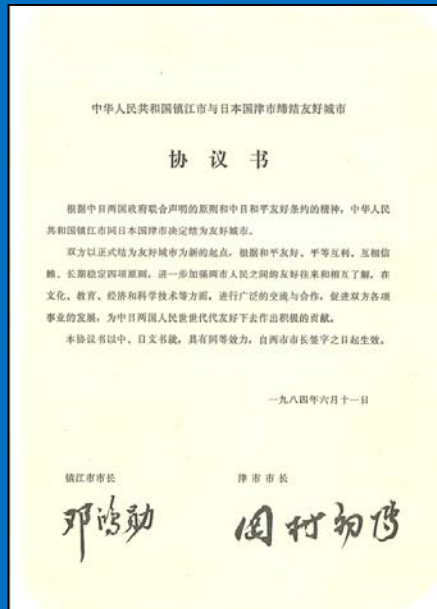 中华人民共和国镇江市与日本国津市缔结友好城市
协议书
根据中日两国政府联合声明的原则和中日和平友好条约的精神，中华人民
共和国镇江市同日本国津市决定结为友好城市。
双方以正式结为友好城市为新的起点，根据和平友好、平等互利、互相信
赖、长期稳定四项原则，进一步加强两市人民之间的友好往来和相互了解，在
文化、教育、经济和科学技术等方面，进行广泛的交流与合作，促进双方各项
事业的发展，为中日两国人民世世代代友好下去作出积极的贡献。
本协议书以中、日文书就，具有同等效力，自两市市长签字之日起生效。
一九八四年六月十一日
镇江市市长
津市市长
邓鸿勋
岡村初博